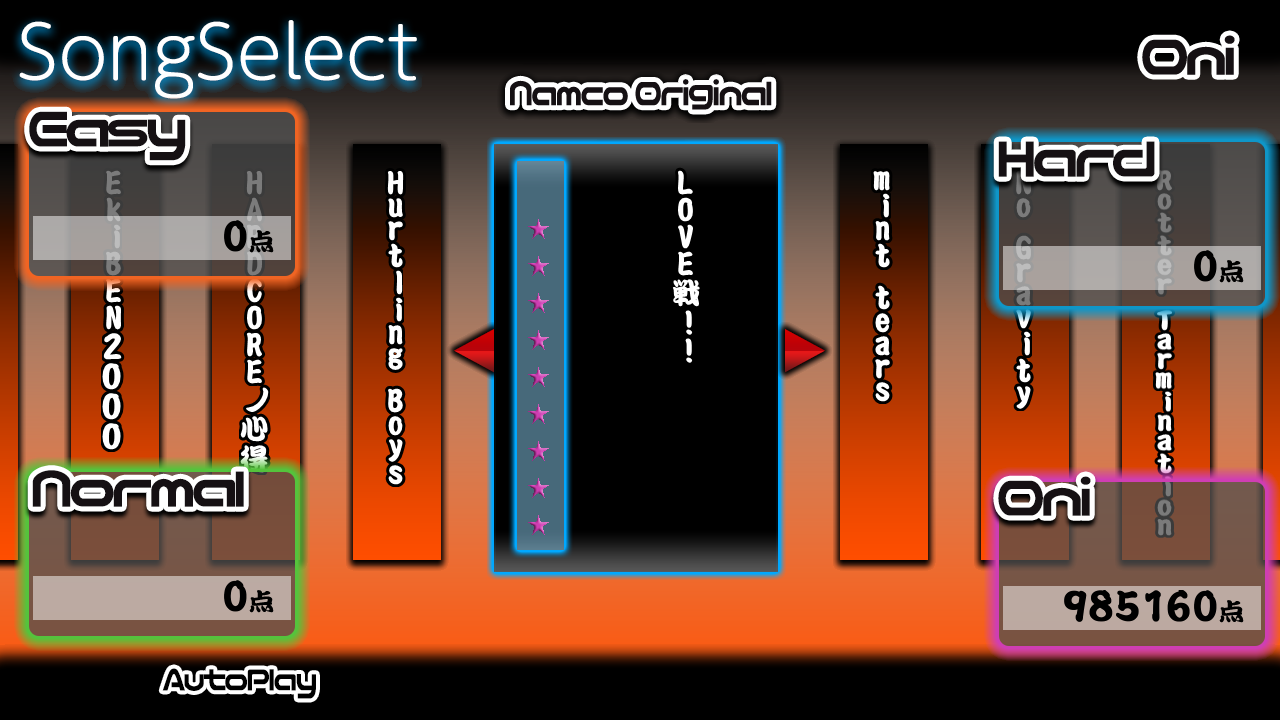 SongSelect
Oni
Namco Original
Easy
0点
Hard
0点
EKiBEN2000
HARDCOREノ心得
Hurtling Boys
LOVE戦!!
mint tears
No Gravity
Rotter Tarmination
Normal
0点
Oni
985160点
AutoPlay